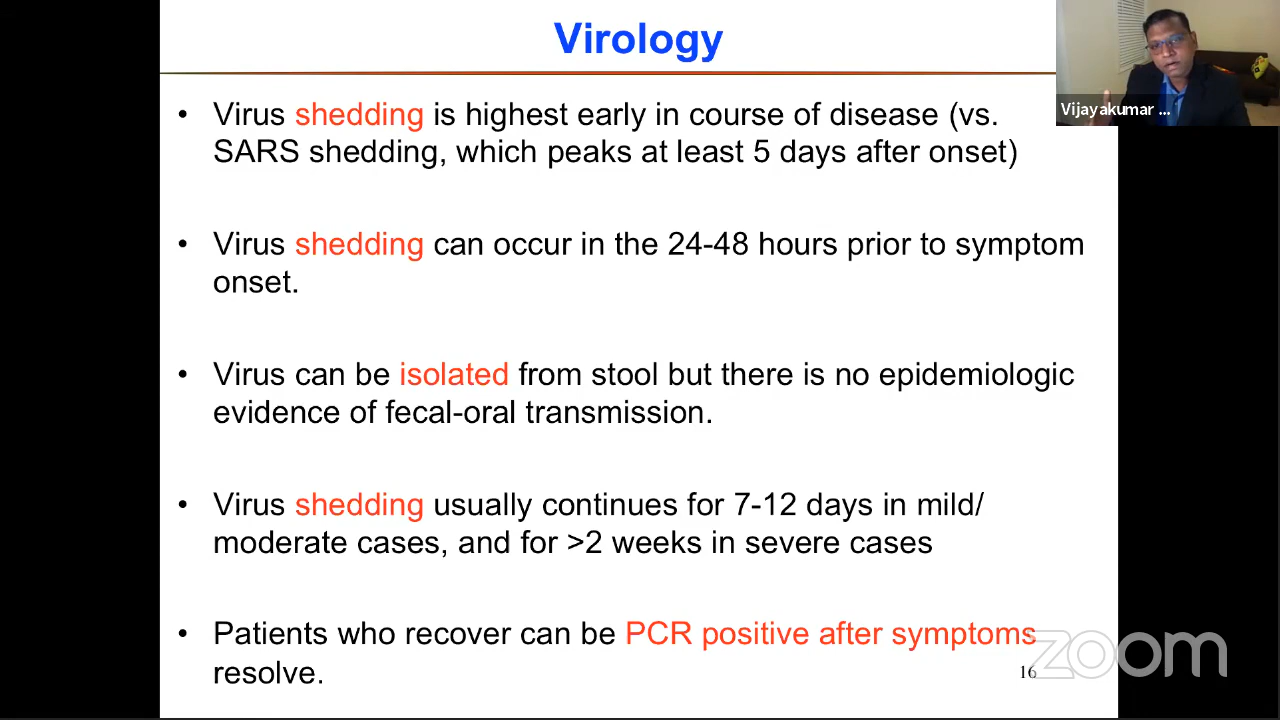 Virology
• Virus shedding is highest early in course of disease (vs.
SARS shedding, which peaks at least 5 days after onset)
• Virus shedding can occur in the 24-48 hours prior to symptom
onset.
• Virus can be isolated from stool but there is no epidemiologic
evidence of fecal-oral transmission.
• Virus shedding usually continues for 7-12 days in mild/
moderate cases, and for >2 weeks in severe cases
• Patients who recover can be PCR positive after symptoms
resolve.
16
Vijayakumar ...
zoom